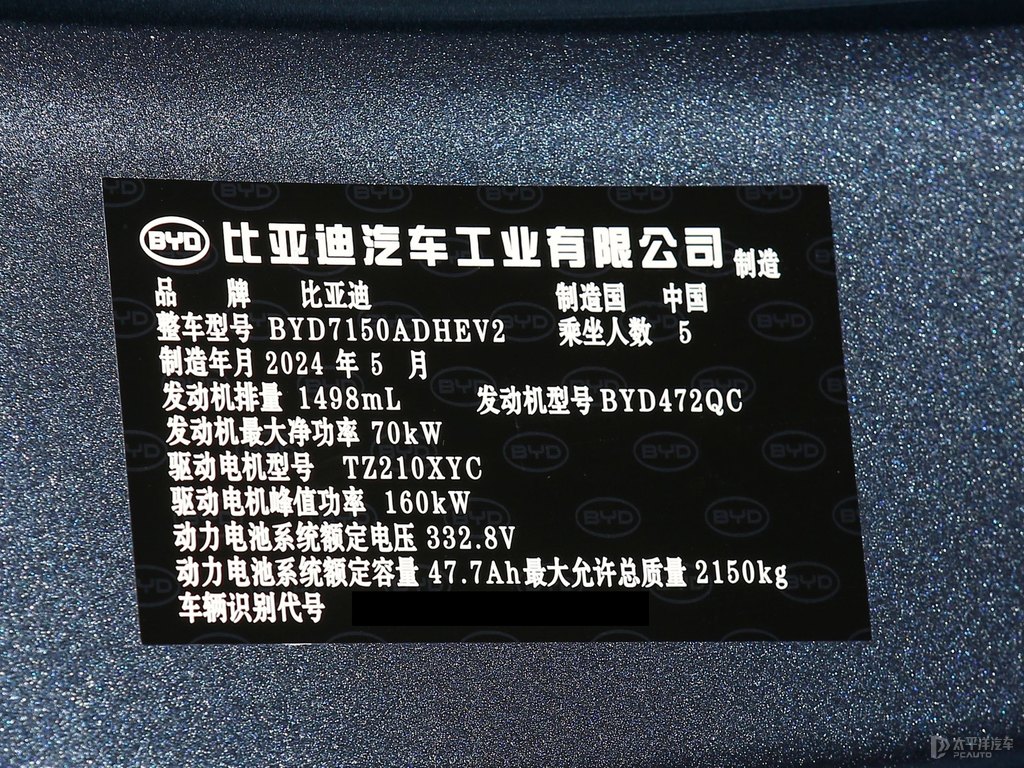 BYD 比亚迪汽车工业有限公司 制造
品 牌 比亚迪 制造国 中国
整车型号 BYD7150ADHEV2 乘坐人数 5
制造年月 2024 年 5 月
发动机排量 1498mL 发动机型号 BYD472QC
发动机最大净功率 70kW
驱动电机型号 TZ210XYC
驱动电机峰值功率 160kW
动力电池系统额定电压 332.8V
动力电池系统额定容量 47.7Ah 最大允许总质量 2150kg
车辆识别代号
太平洋汽车
PCAUTO